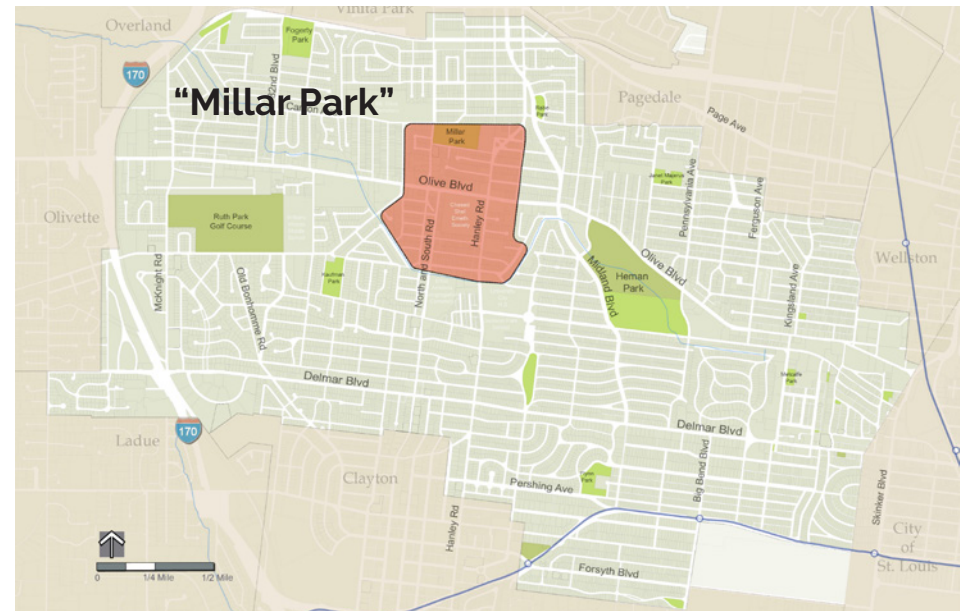 Vinita Park
Overland
Fogerty
Park
170
82nd Blvd
“Millar Park”
Pagedale
Page Ave
Millar
Park
Olive Blvd
Pennsylvania Ave
Ferguson Ave
Olivette
Ruth Park
Golf Course
North and South Rd
Hanley Rd
Wellston
McKnight Rd
Old Bonhomme Rd
Kaufman
Park
Midland Blvd
Heman
Park
Olive Blvd
Kingsland Ave
Delmar Blvd
Metcalfe
Park
170
Ladue
Delmar Blvd
Clayton
Big Bend Blvd
Pershing Ave
Park
Hanley Rd
Skinker Blvd
City
of
St. Louis
Forsyth Blvd
0 1/4 Mile 1/2 Mile